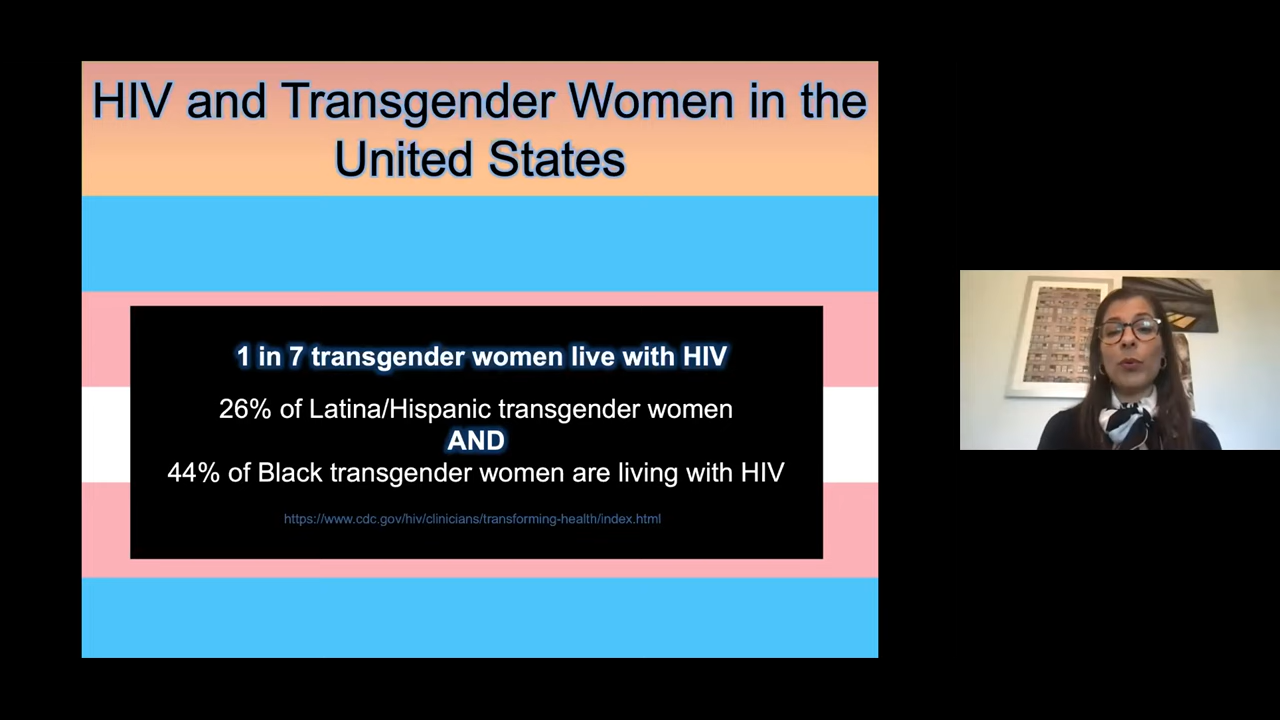 HIV and Transgender Women in the
United States
1 in 7 transgender women live with HIV
26% of Latina/Hispanic transgender women
AND
44% of Black transgender women are living with HIV
https://www.cdc.gov/hiv/clinicians/transforming-health/index.html